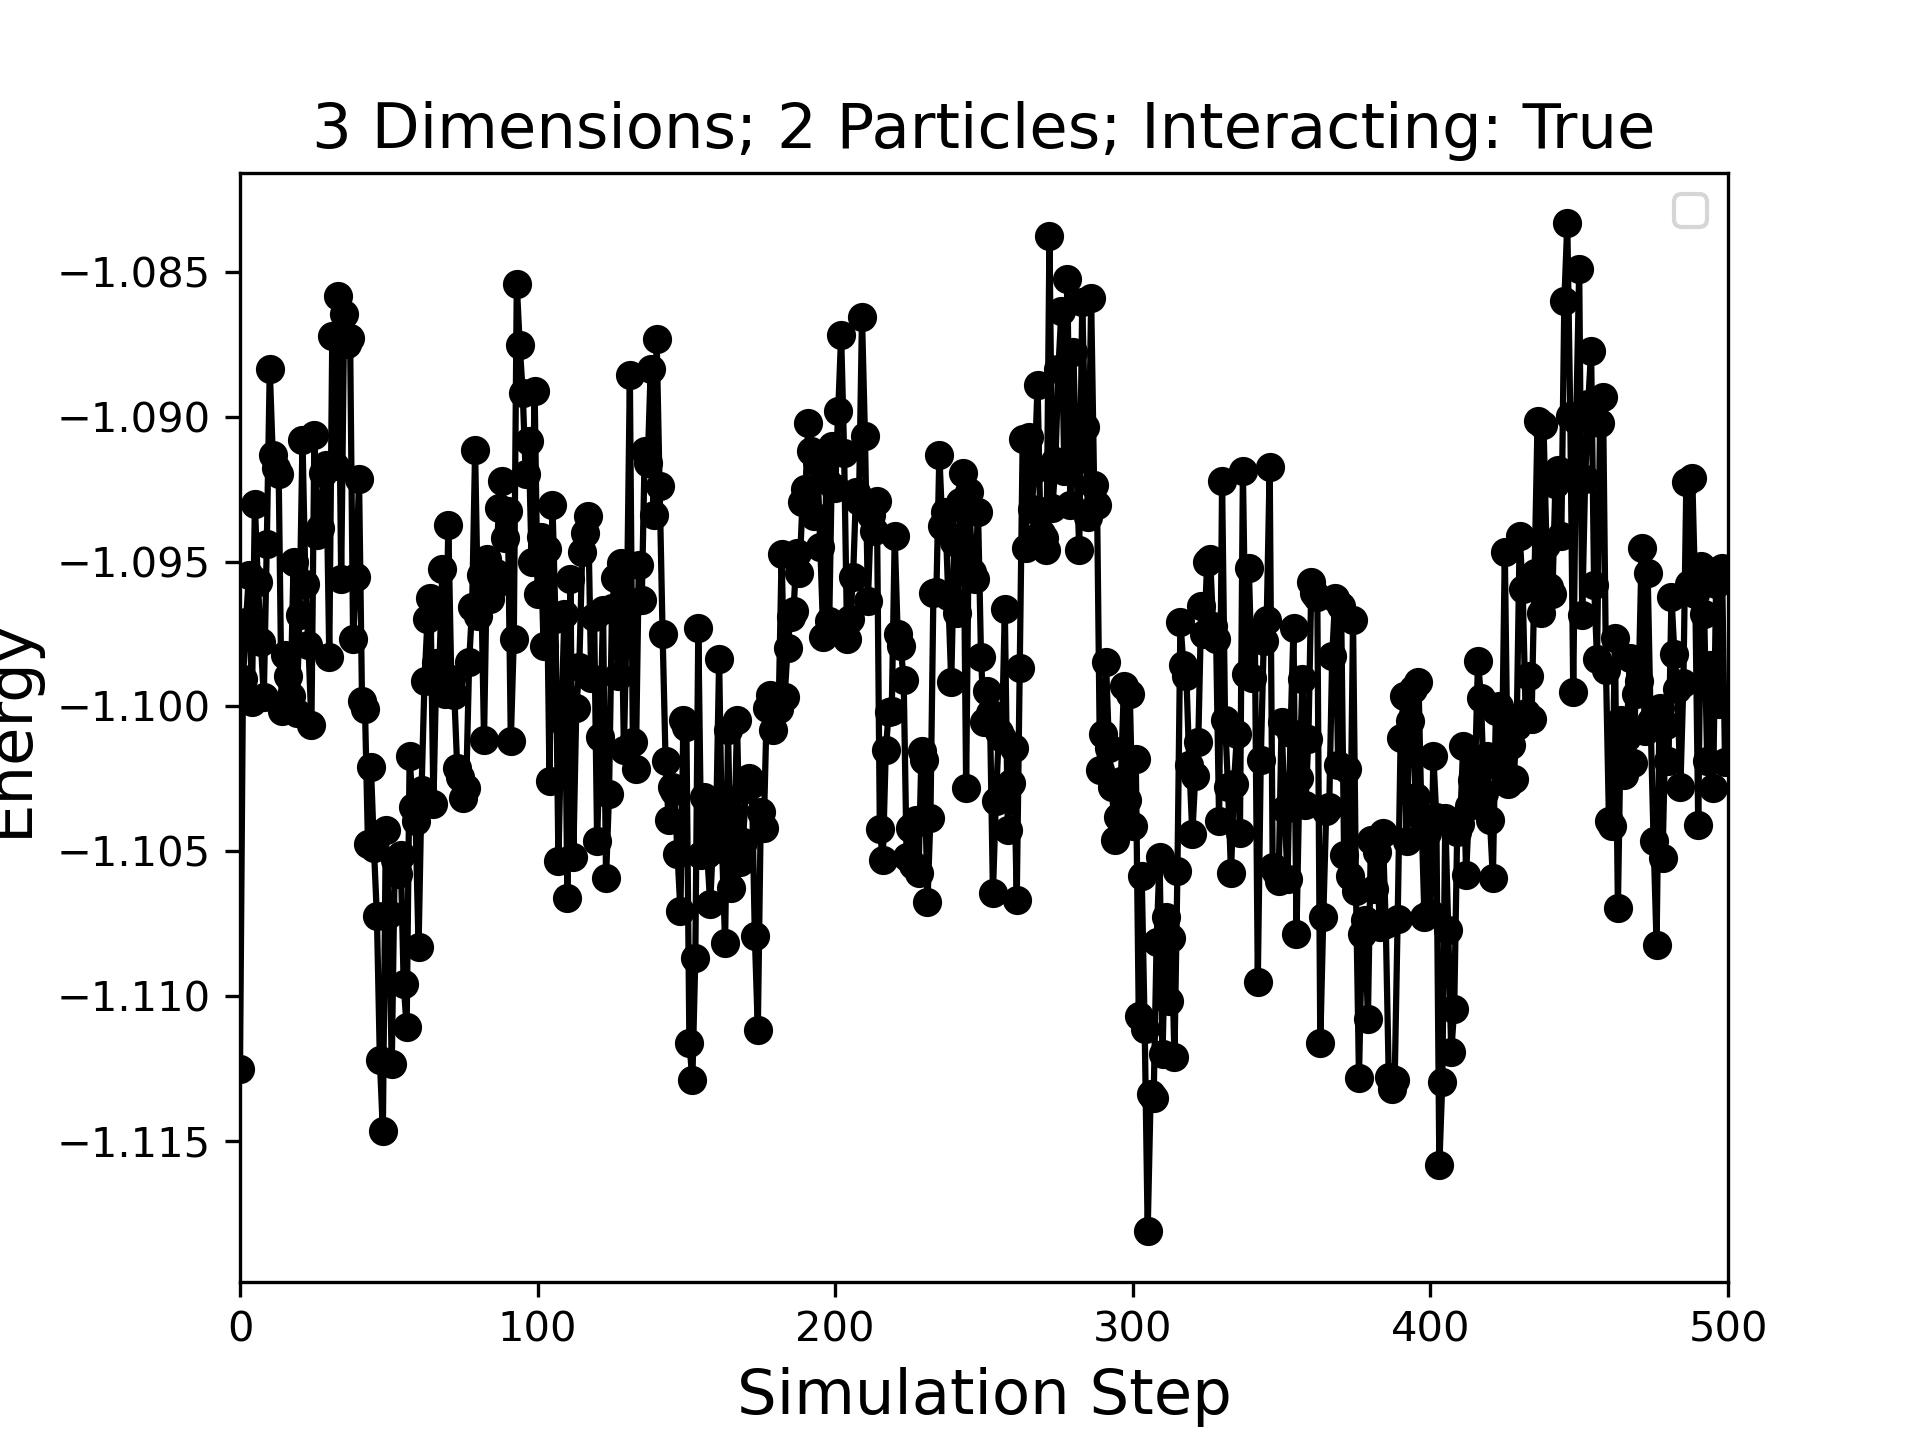 3 Dimensions; 2 Particles; Interacting: True
−1.085
−1.090
−1.095
−1.100
−1.105
−1.110
−1.115
Energy
0 100 200 300 400 500
Simulation Step